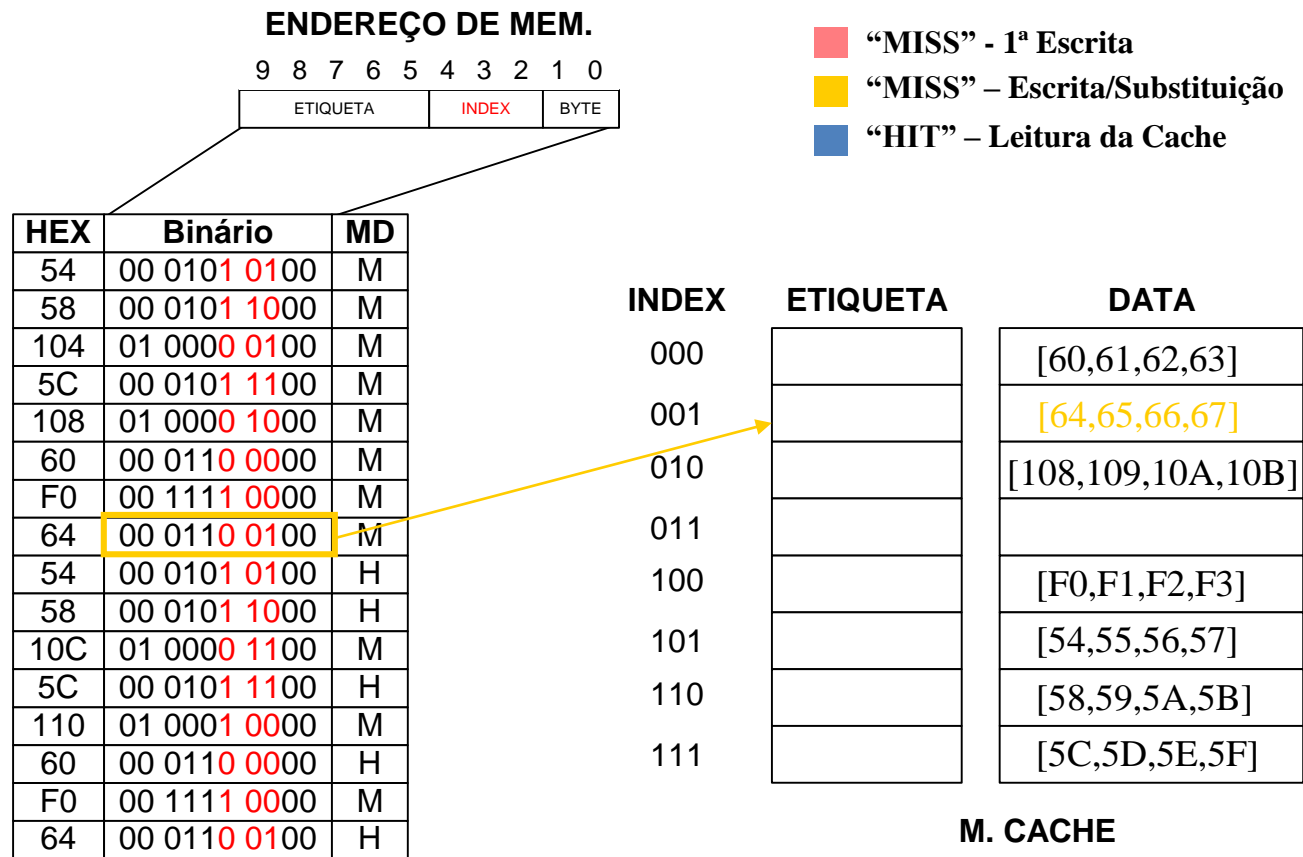 ENDEREÇO DE MEM.
9 8 7 6 5 4 3 2 1 0
ETIQUETA INDEX BYTE
“MISS” - 1ª Escrita
“MISS” – Escrita/Substituição
“HIT” – Leitura da Cache
HEX Binário MD
54 00 0101 0100 M
58 00 0101 1000 M
104 01 0000 0100 M
5C 00 0101 1100 M
108 01 0000 1000 M
60 00 0110 0000 M
F0 00 1111 0000 M
64 00 0110 0100 M
54 00 0101 0100 H
58 00 0101 1000 H
10C 01 0000 1100 M
5C 00 0101 1100 H
110 01 0001 0000 M
60 00 0110 0000 H
F0 00 1111 0000 M
64 00 0110 0100 H
INDEX ETIQUETA DATA
000 [60,61,62,63]
001 [64,65,66,67]
010 [108,109,10A,10B]
011
100 [F0,F1,F2,F3]
101 [54,55,56,57]
110 [58,59,5A,5B]
111 [5C,5D,5E,5F]
M. CACHE